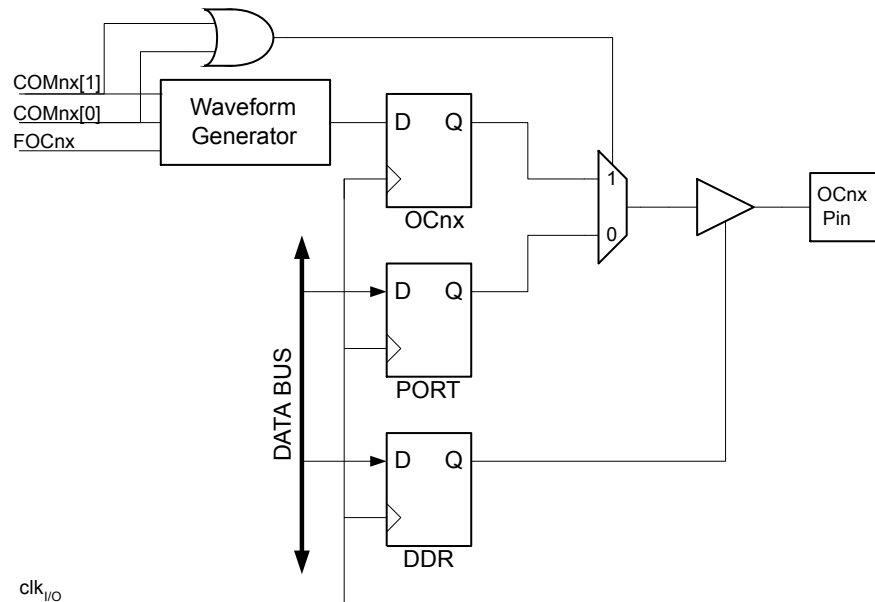 COMnx[1]
COMnx[0]
FOCnx
Waveform
Generator
D Q
OCnx
1
0
OCnx
Pin
D Q
PORT
DATA BUS
D Q
DDR
clkI/O